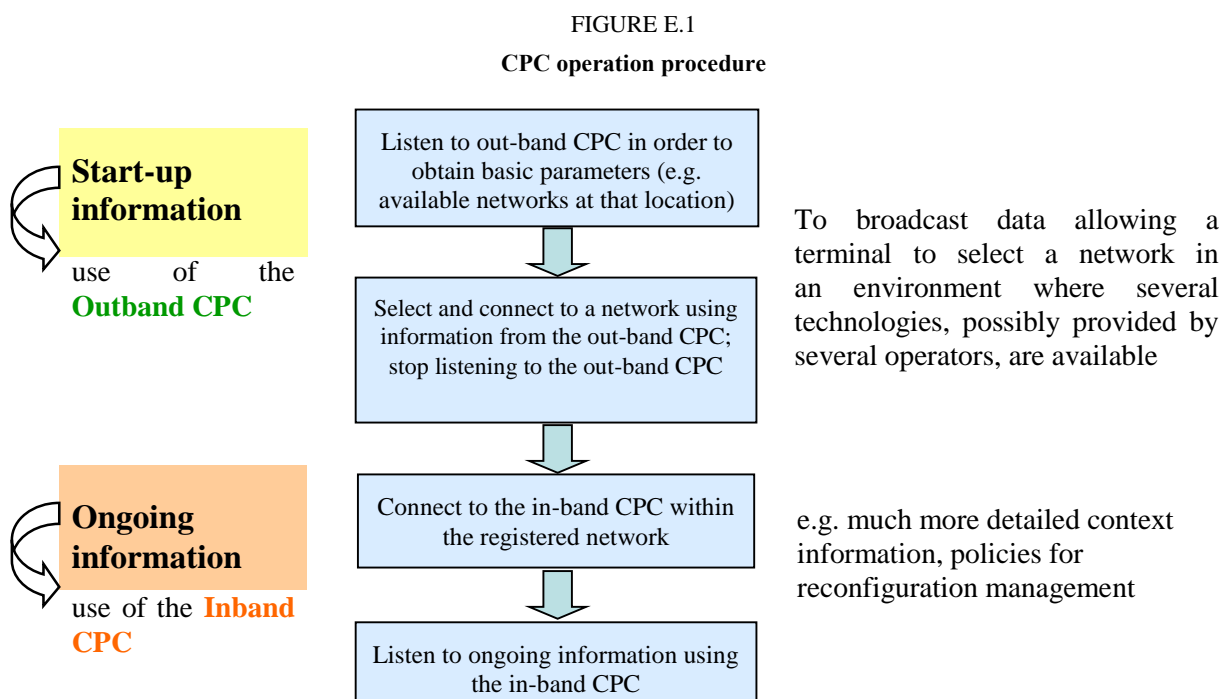 FIGURE E.1
CPC operation procedure
Start-up
information
use of the
Outband CPC
Listen to out-band CPC in order to
obtain basic parameters (e.g.
available networks at that location)
Select and connect to a network using
information from the out-band CPC;
stop listening to the out-band CPC
To broadcast data allowing a
terminal to select a network in
an environment where several
technologies, possibly provided by
several operators, are available
Ongoing
information
use of the Inband
CPC
Connect to the in-band CPC within
the registered network
Listen to ongoing information using
the in-band CPC
e.g. much more detailed context
information, policies for
reconfiguration management